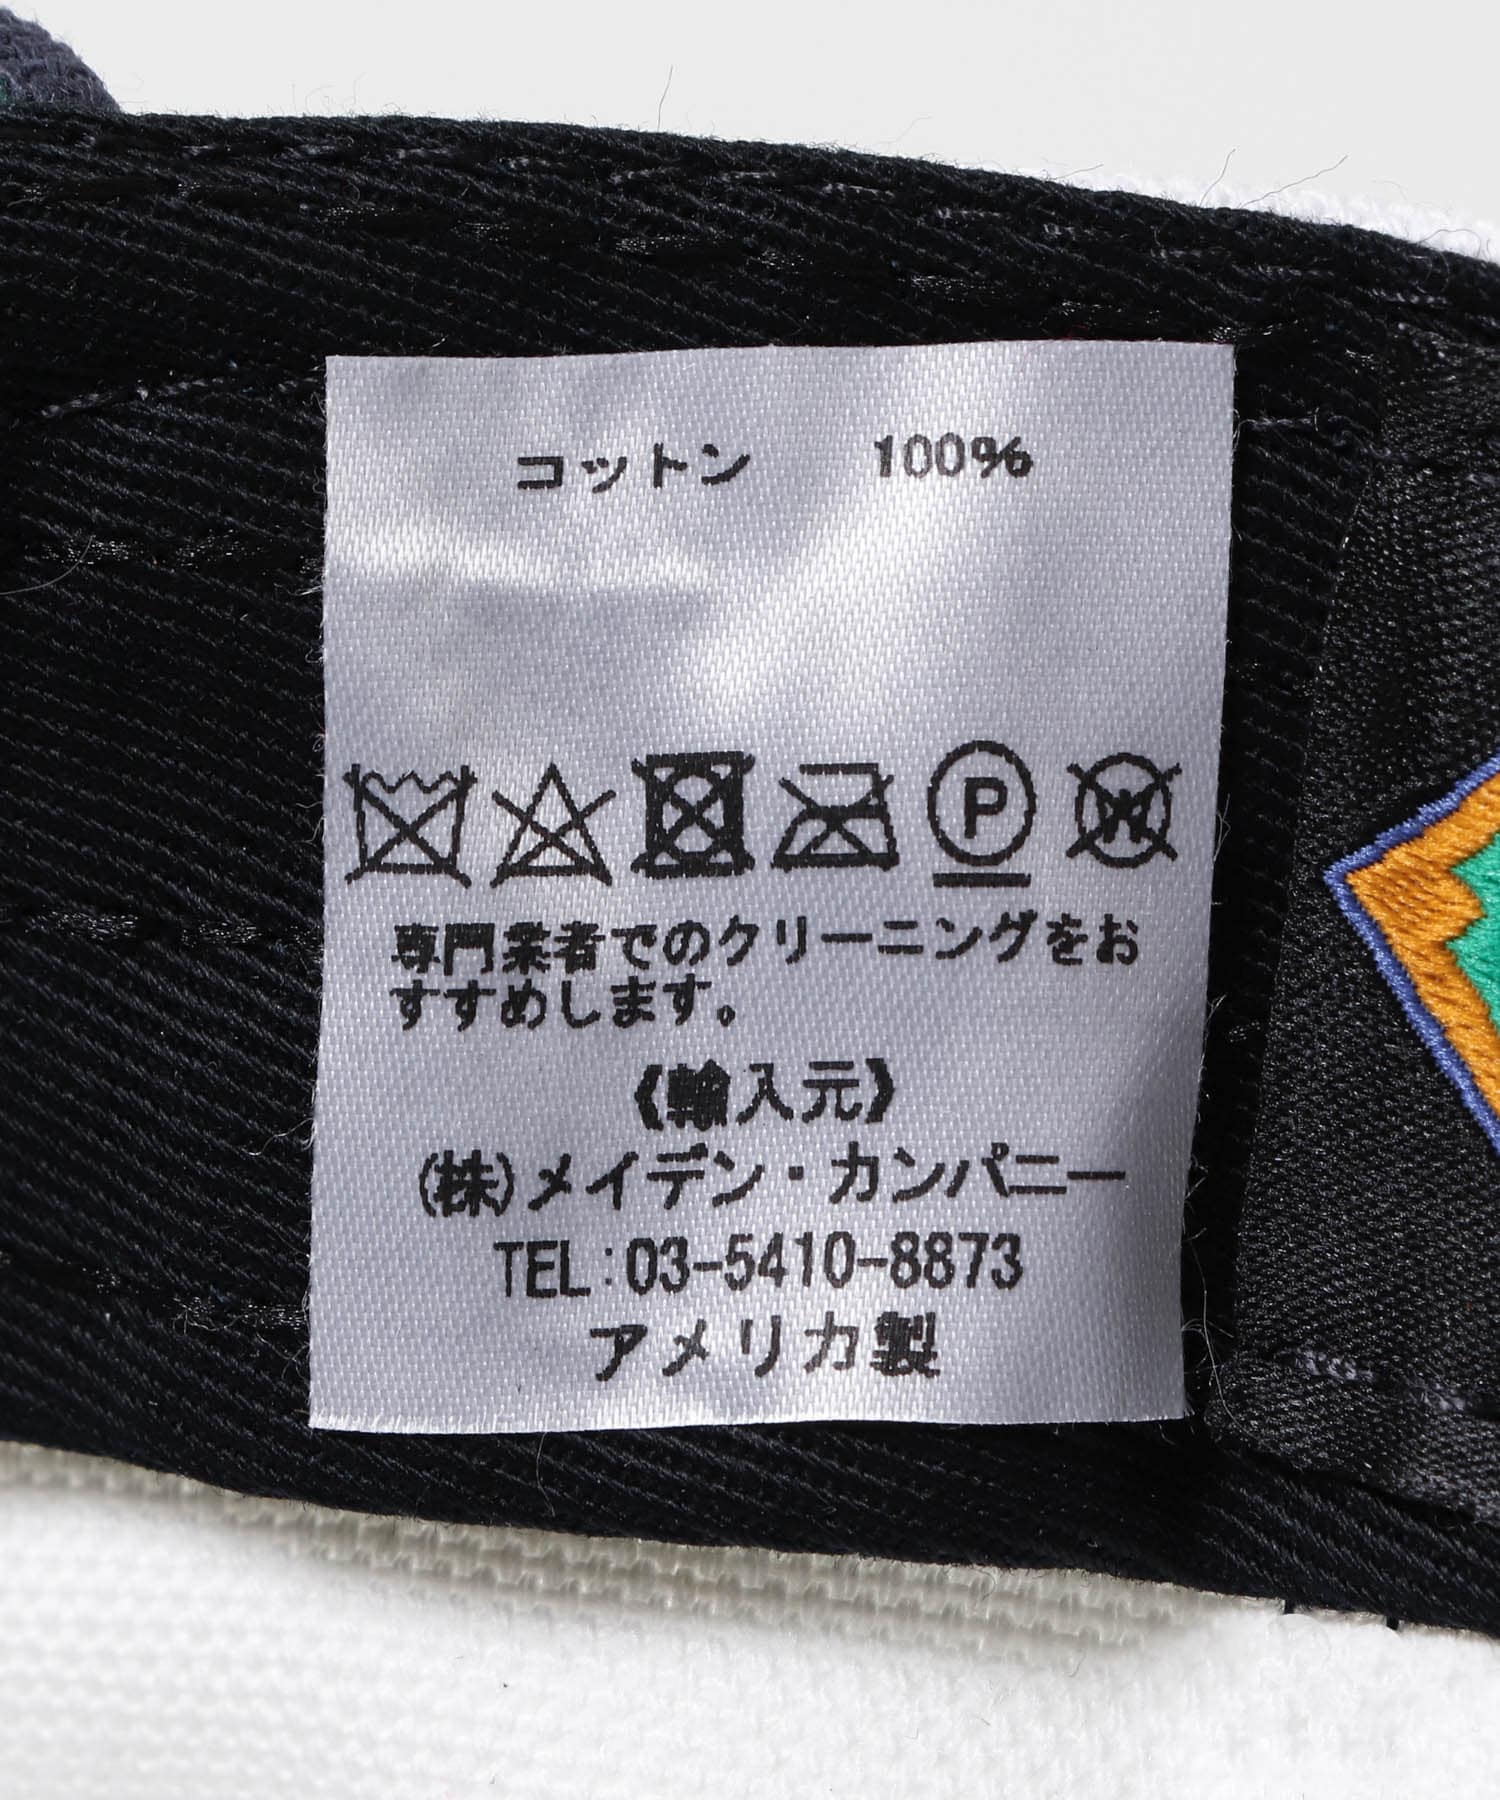 コットン 100%
P
W
専門業者でのクリーニングをお
すすめします。
《輸入元》
(株)メイデン・カンパニー
TEL:03-5410-8873
アメリカ製